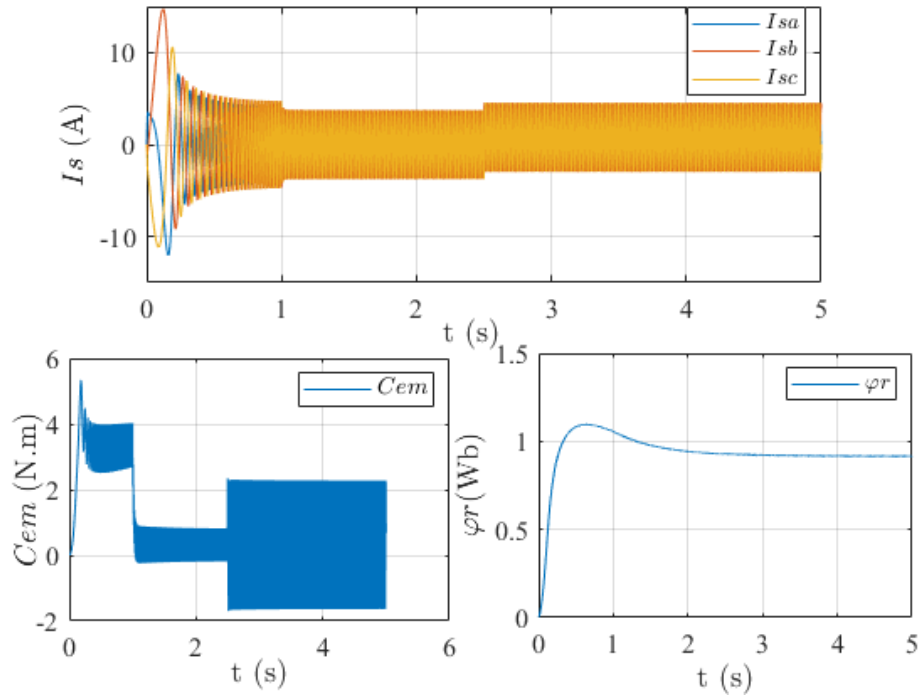 10
0
-10
Is (A)
Isa
Isb
Isc
0 1 2 3 4 5
t (s)
6
4
2
0
-2
Cem (N.m)
Cem
0 2 4 6
t (s)
1.5
1
0.5
0
φr(Wb)
φr
0 1 2 3 4 5
t (s)